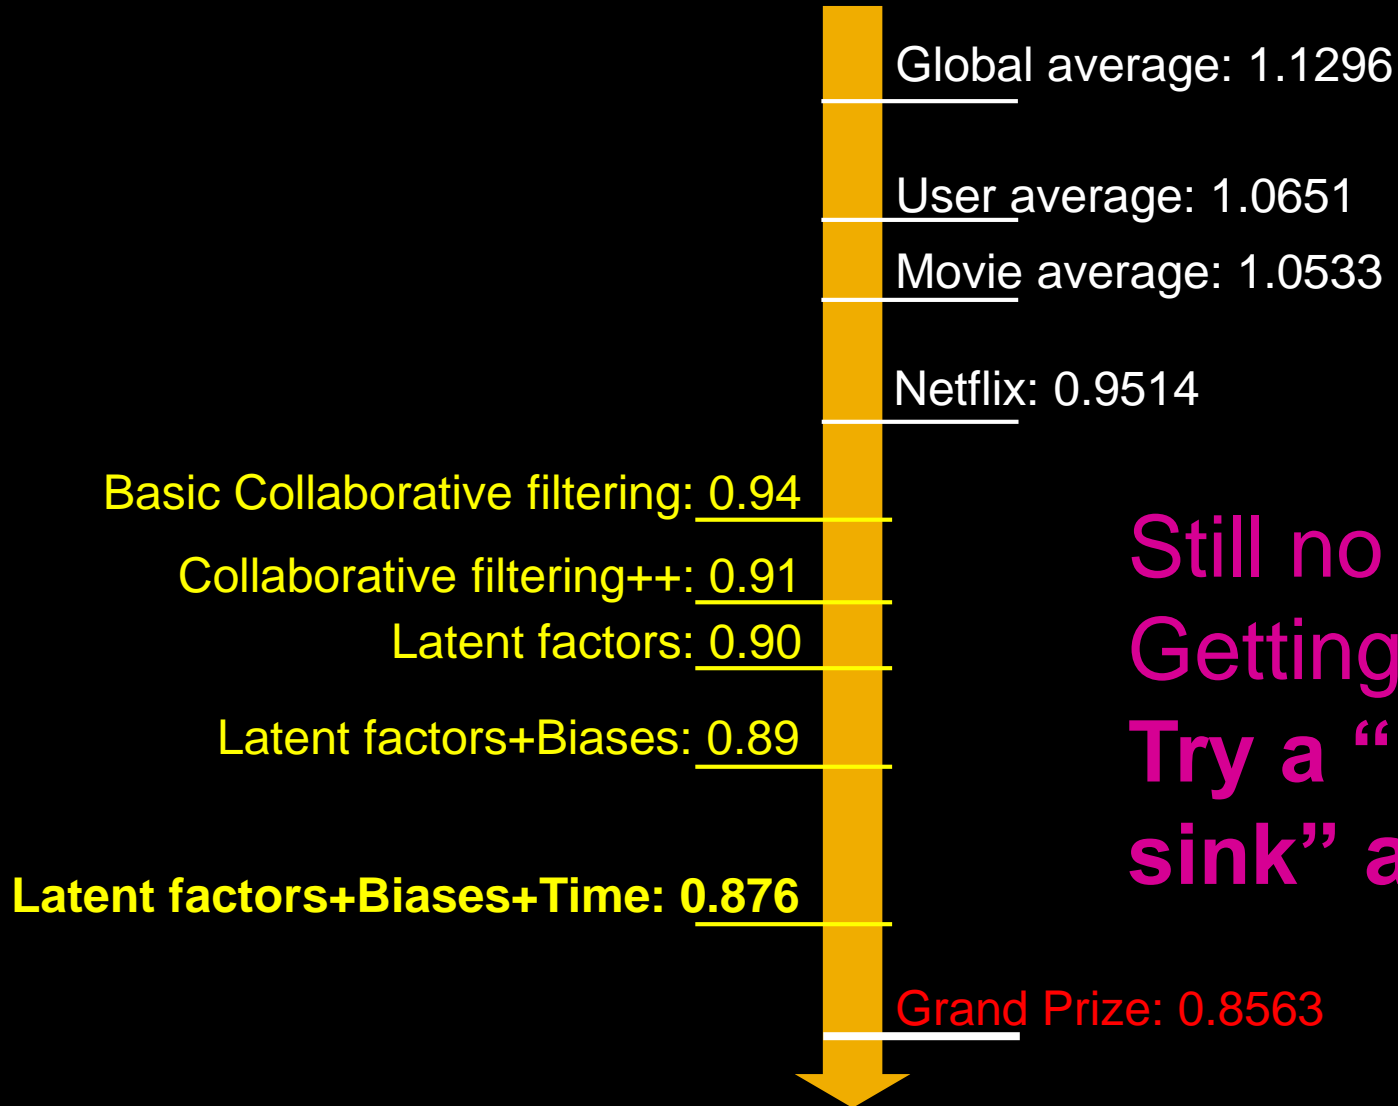 Global average: 1.1296
User average: 1.0651
Movie average: 1.0533
Netflix: 0.9514
Basic Collaborative filtering: 0.94
Collaborative filtering++: 0.91
Latent factors: 0.90
Latent factors+Biases: 0.89
Latent factors+Biases+Time: 0.876
Grand Prize: 0.8563
Still no
Getting
Try a “
sink” a